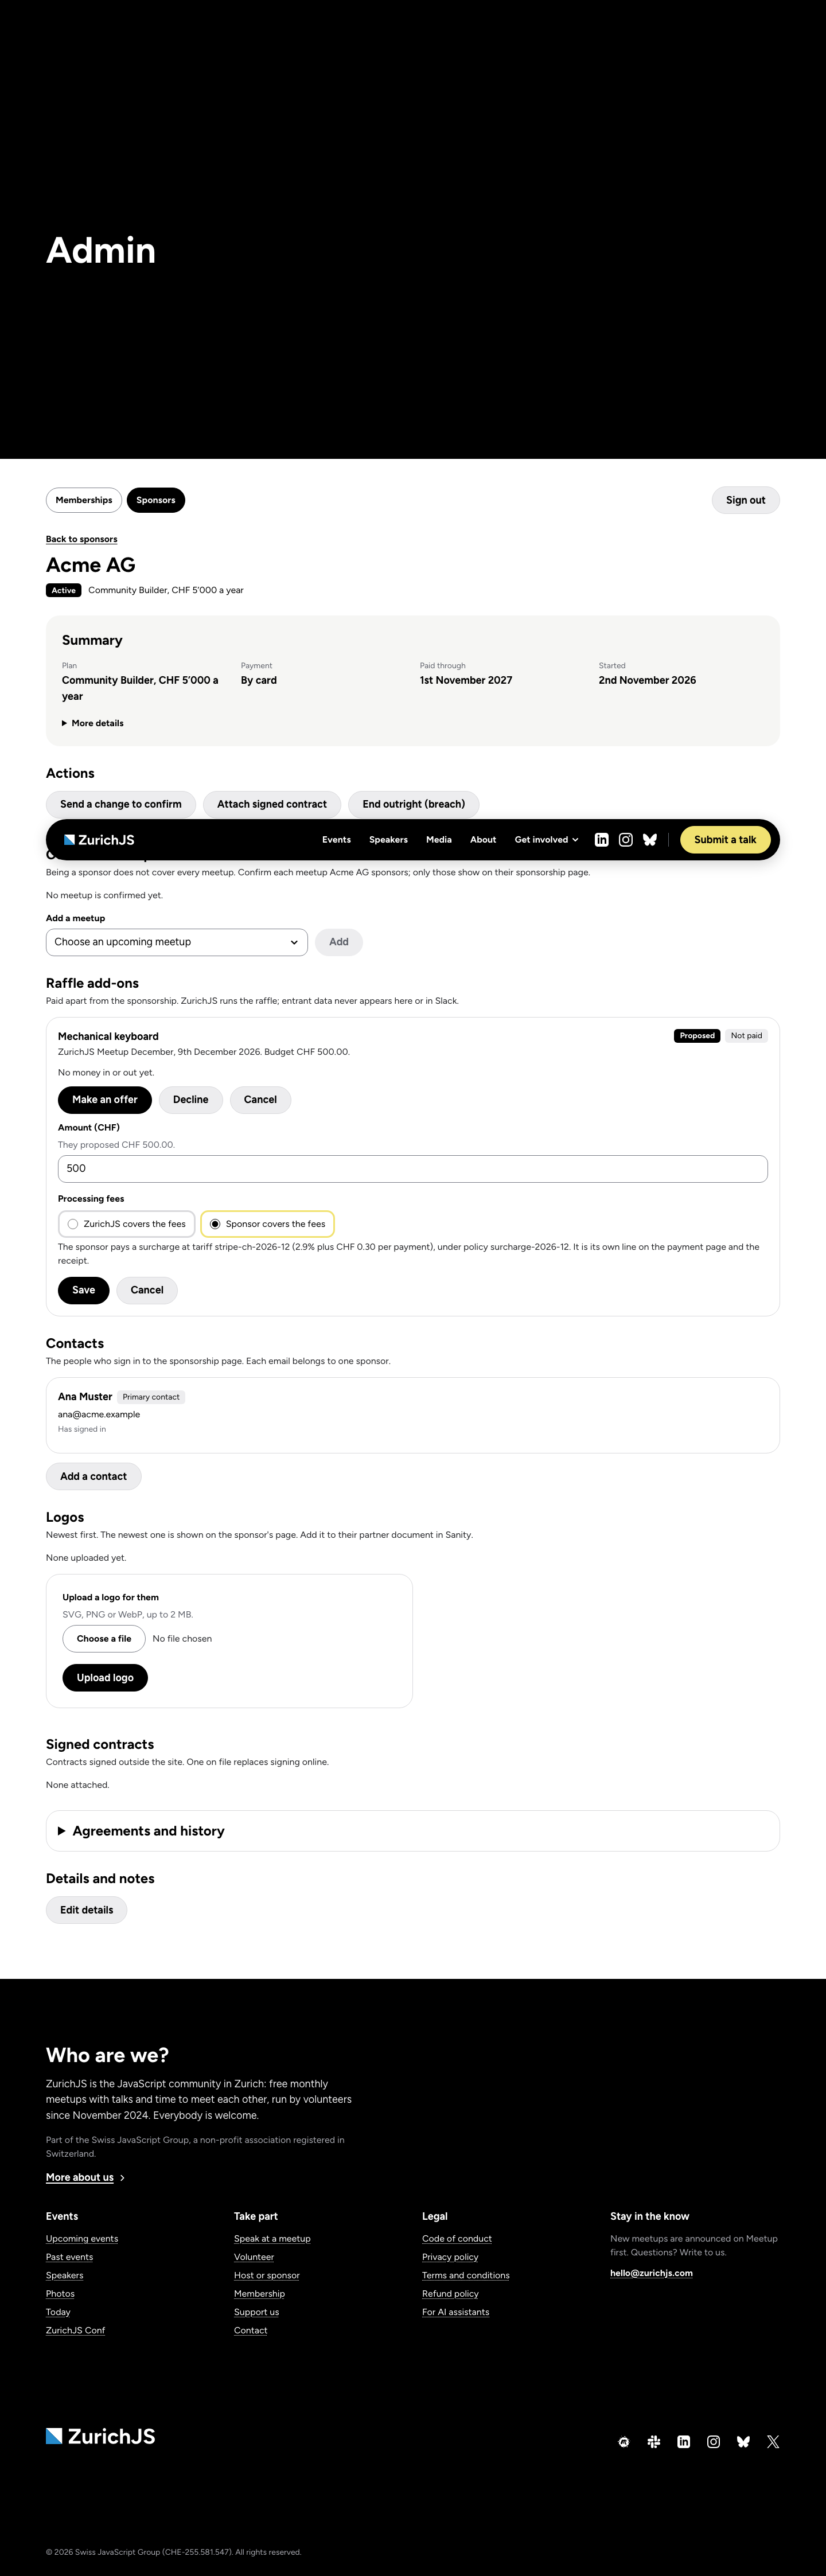 Admin
Memberships
Sponsors
Sign out
Back to sponsors
Acme AG
Active
Community Builder, CHF 5’000 a year
Summary
Plan
Community Builder, CHF 5’000 a
year
Payment
By card
Paid through
1st November 2027
Started
2nd November 2026
More details
Actions
Send a change to confirm
Attach signed contract
End outright (breach)
ZurichJS
Events
Speakers
Media
About
Get involved
Submit a talk
Being a sponsor does not cover every meetup. Confirm each meetup Acme AG sponsors; only those show on their sponsorship page.
No meetup is confirmed yet.
Add a meetup
Choose an upcoming meetup
Add
Raffle add-ons
Paid apart from the sponsorship. ZurichJS runs the raffle; entrant data never appears here or in Slack.
Mechanical keyboard
Proposed
Not paid
ZurichJS Meetup December, 9th December 2026. Budget CHF 500.00.
No money in or out yet.
Make an offer
Decline
Cancel
Amount (CHF)
They proposed CHF 500.00.
500
Processing fees
ZurichJS covers the fees
Sponsor covers the fees
The sponsor pays a surcharge at tariff stripe-ch-2026-12 (2.9% plus CHF 0.30 per payment), under policy surcharge-2026-12. It is its own line on the payment page and the
receipt.
Save
Cancel
Contacts
The people who sign in to the sponsorship page. Each email belongs to one sponsor.
Ana Muster
Primary contact
ana@acme.example
Has signed in
Add a contact
Logos
Newest first. The newest one is shown on the sponsor's page. Add it to their partner document in Sanity.
None uploaded yet.
Upload a logo for them
SVG, PNG or WebP, up to 2 MB.
Choose a file
No file chosen
Upload logo
Signed contracts
Contracts signed outside the site. One on file replaces signing online.
None attached.
Agreements and history
Details and notes
Edit details
Who are we?
ZurichJS is the JavaScript community in Zurich: free monthly
meetups with talks and time to meet each other, run by volunteers
since November 2024. Everybody is welcome.
Part of the Swiss JavaScript Group, a non-profit association registered in
Switzerland.
More about us
Events
Upcoming events
Past events
Speakers
Photos
Today
ZurichJS Conf
Take part
Speak at a meetup
Volunteer
Host or sponsor
Membership
Support us
Contact
Legal
Code of conduct
Privacy policy
Terms and conditions
Refund policy
For AI assistants
Stay in the know
New meetups are announced on Meetup
first. Questions? Write to us.
hello@zurichjs.com
ZurichJS
© 2026 Swiss JavaScript Group (CHE-255.581.547). All rights reserved.